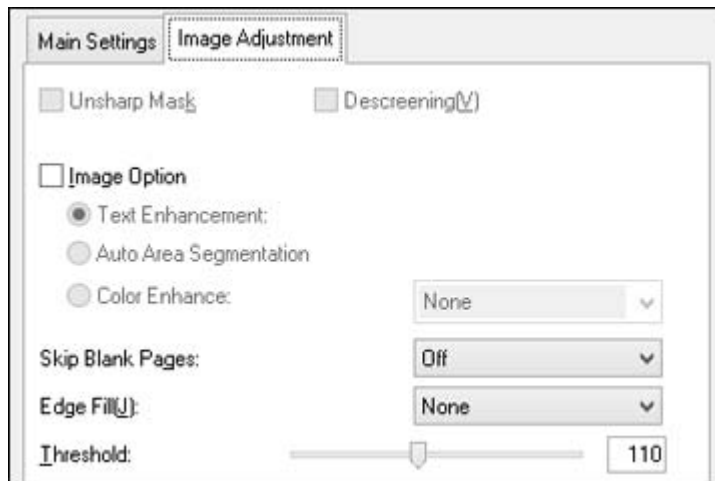 Main Settings Image Adjustment
Unsharp Mask Descreening(V)
Image Option
Text Enhancement:
Auto Area Segmentation
Color Enhance: None
Skip Blank Pages: Off
Edge Fill(J): None
Threshold: 110